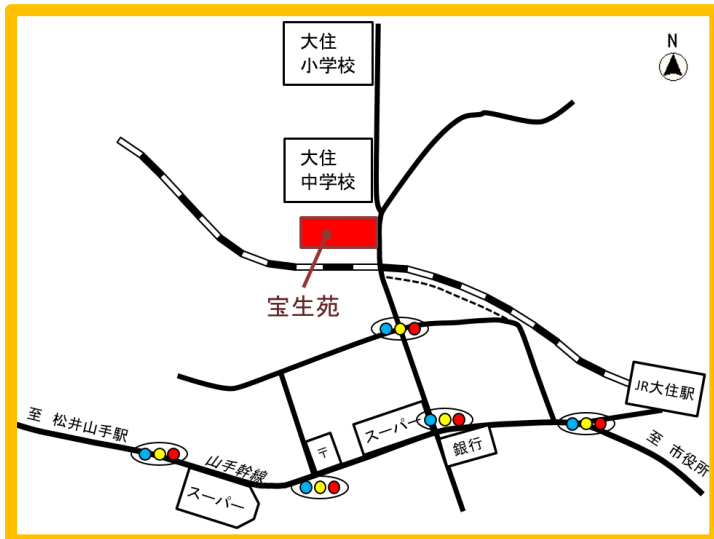 大住
小学校
N
大住
中学校
宝生苑
JR大住駅
至 松井山手駅
スーパー
銀行
〒
至 市役所
山手幹線
スーパー